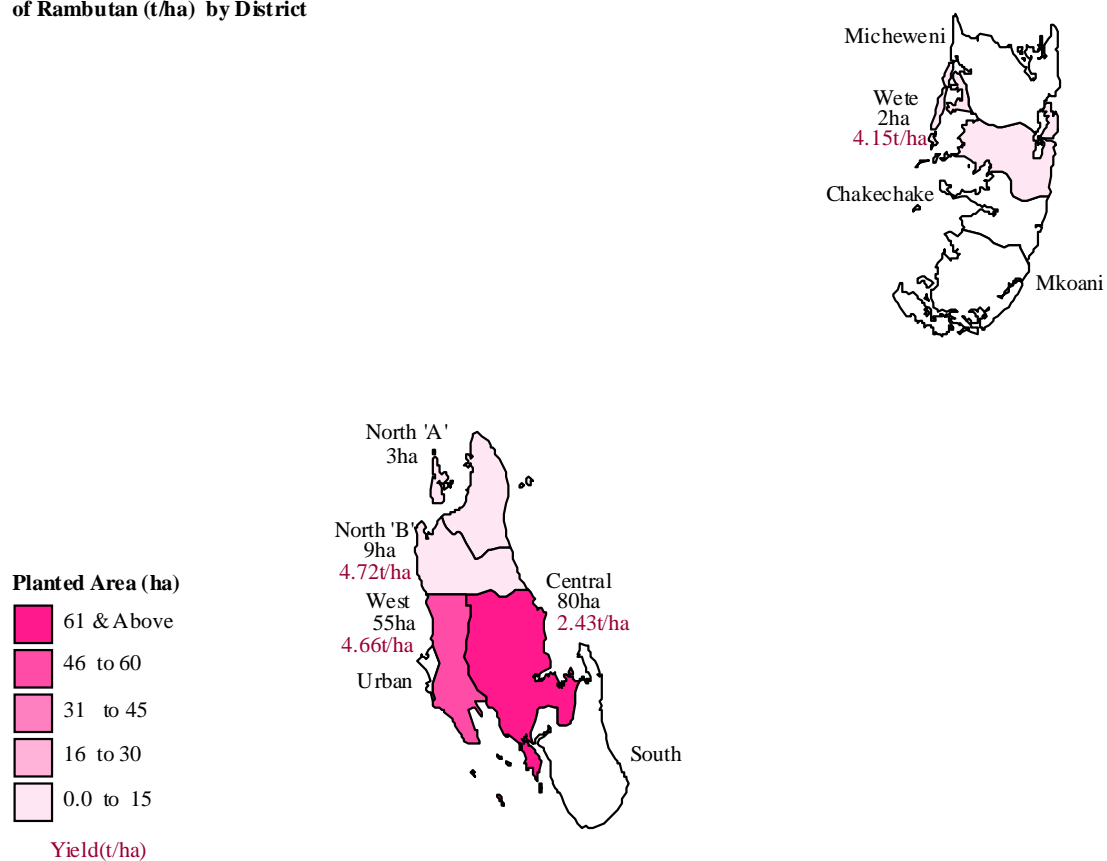 of Rambutan (t/ha) by District
Micheweni
Wete
2ha
4.15t/ha
Chakechake
Mkoani
North 'A'
3ha
North 'B'
9ha
4.72t/ha
West
55ha
4.66t/ha
Urban
Central
80ha
2.43t/ha
South
Planted Area (ha)
61 & Above
46 to 60
31 to 45
16 to 30
0.0 to 15
Yield(t/ha)